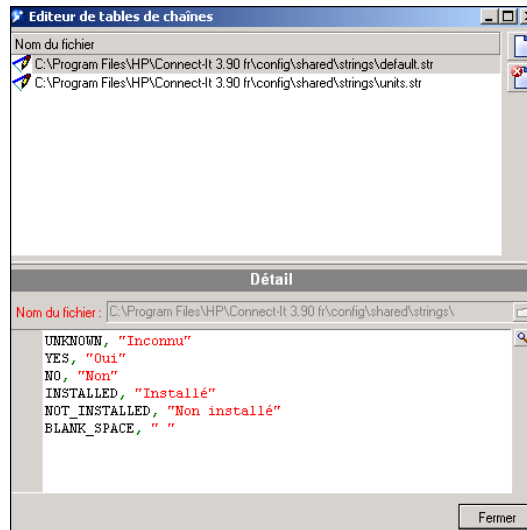 Editeur de tables de chaînes
Nom du fichier
C:\Program Files\HP\Connect-It 3.90 fr\config\shared\strings\default.str
C:\Program Files\HP\Connect-It 3.90 fr\config\shared\strings\units.str
Détail
Nom du fichier : C:\Program Files\HP\Connect-It 3.90 fr\config\shared\strings\
UNKNOWN, "Inconnu"
YES, "Oui"
NO, "Non"
INSTALLED, "Installé"
NOT_INSTALLED, "Non installé"
BLANK_SPACE, " "
Fermer